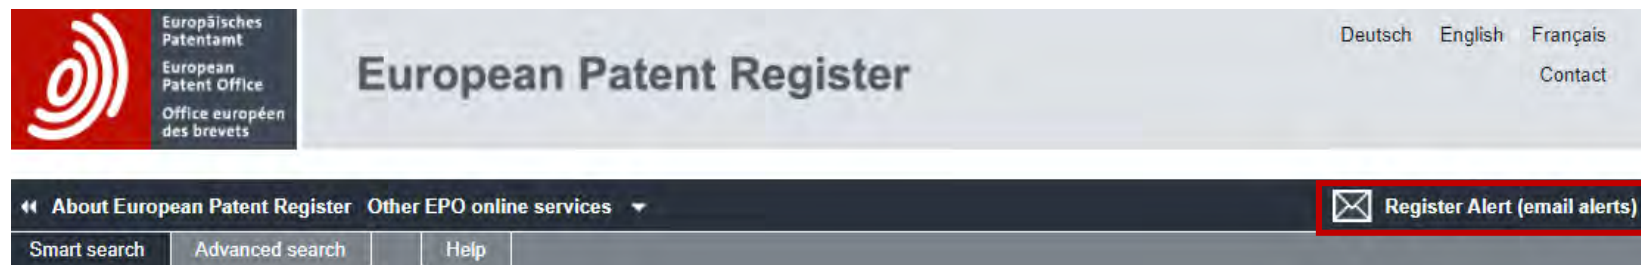 Europäisches
Patentamt
European
Patent Office
Office européen
des brevets
European Patent Register
Deutsch English Français
Contact
About European Patent Register Other EPO online services
Register Alert (email alerts)
Smart search Advanced search Help